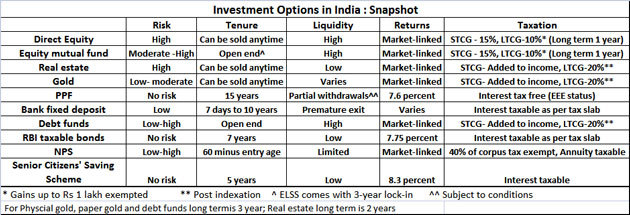 Investment Options in India : Snapshot
Risk Tenure Liquidity Returns Taxation
Direct Equity High Can be sold anytime High Market-linked STCG - 15%, LTCG-10%* (Long term 1 year)
Equity mutual fund Moderate -High Open end^ High Market-linked STCG - 15%, LTCG-10%* (Long term 1 year)
Real estate High Can be sold anytime Low Market-linked STCG- Added to income, LTCG-20%**
Gold Low- moderate Can be sold anytime Varies Market-linked STCG- Added to income, LTCG-20%**
PPF No risk 15 years Partial withdrawals^^ 7.6 percent Interest tax free (EEE status)
Bank fixed deposit Low 7 days to 10 years Premature exit Varies Interest taxable as per tax slab
Debt funds Low-high Open end High Market-linked STCG- Added to income, LTCG-20%**
RBI taxable bonds No risk 7 years Low 7.75 percent Interest taxable as per tax slab
NPS Low-high 60 minus entry age Limited Market-linked 40% of corpus tax exempt, Annuity taxable
Senior Citizens' Saving
Scheme No risk 5 years Low 8.3 percent Interest taxable
* Gains up to Rs 1 lakh exempted ** Post indexation ^ ELSS comes with 3-year lock-in ^^ Subject to conditions
For Physcial gold, paper gold and debt funds long termis 3 year; Real estate long term is 2 years